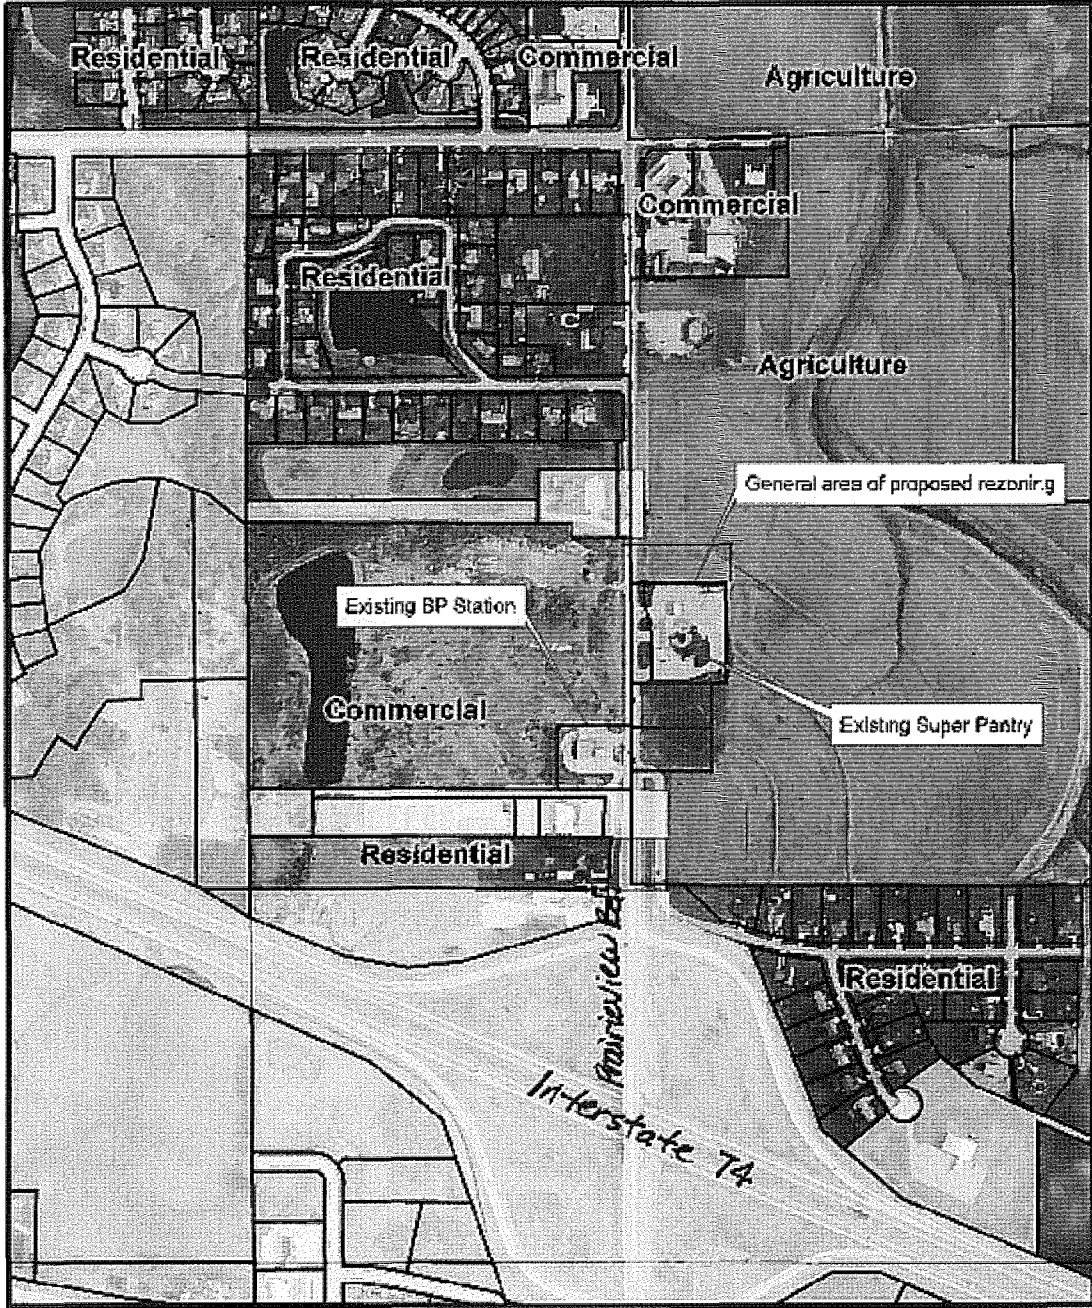 Residential
Residential
Commercial
Agriculture
Commercial
Residential
Agriculture
General area of proposed rezoning
Existing BP Station
Commercial
Existing Super Pantry
Residential
Prairieview Rd.
Residential
Interstate 74